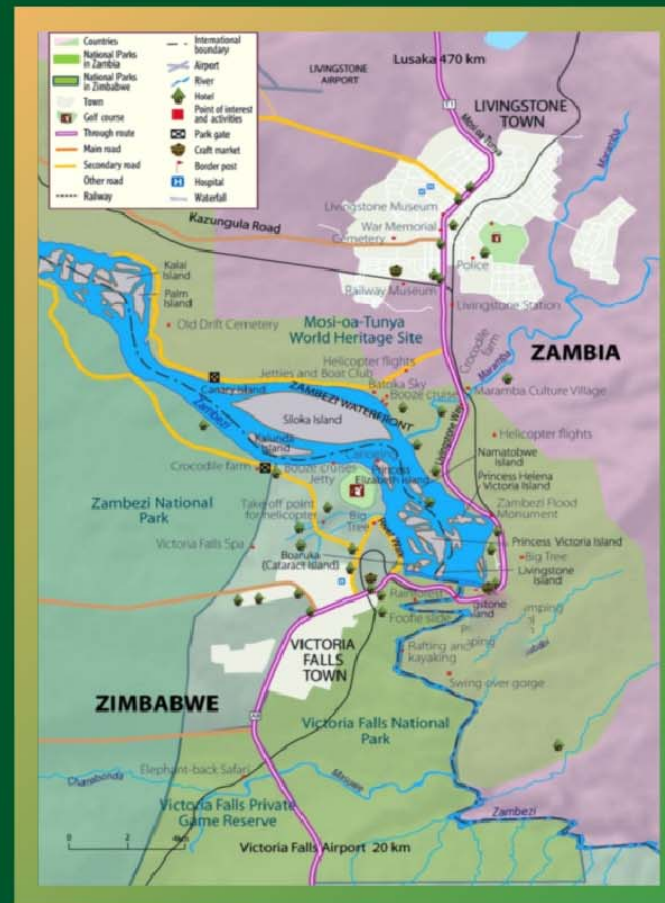 Countries
National Parks
in Zambia
National Parks
in Zimbabwe
Town
Golf course
Through route
Main road
Secondary road
Other road
Railway
International
boundary
Airport
River
Hotel
Point of interest
and activities
Park gate
Craft market
Border post
Hospital
Waterfall
LIVINGSTONE
AIRPORT
Lusaka 470 km
T1
LIVINGSTONE
TOWN
Mosi-oa-Tunya
Maramba
Livingstone Museum
War Memorial
Cemetery
Kazungula Road
Police
Railway Museum
Livingstone Station
Kalai
Island
Palm
Island
Old Drift Cemetery
Mosi-oa-Tunya
World Heritage Site
ZAMBIA
Crocodile
farm
Maramba
Helicopter flights
Jetties and Boat Club
Batoka Sky
Booze cruise
Maramba Culture Village
Canary Island
ZAMBEZI WATERFRONT
Zambezi
Siloka Island
Kalunda
Island
Livingstone Way
Helicopter flights
Canoeing
Namatobwe
Island
Crocodile farm
Booze cruises
Jetty
Princess
Elizabeth Island
Princess Helena
Victoria Island
Zambezi National
Park
Take off point
for helicopter
Big
Tree
Zambezi Flood
Monument
Princess Victoria Island
Victoria Falls Spa
Boaruka
(Cataract Island)
Big Tree
Livingstone
Island
Rainforest
Footie slide
VICTORIA
FALLS
TOWN
Rafting and
kayaking
Swing over gorge
ZIMBABWE
Victoria Falls National
Park
Elephant-back Safari
Masuwe
Zambezi
Victoria Falls Private
Game Reserve
0 2 4km
Victoria Falls Airport 20 km